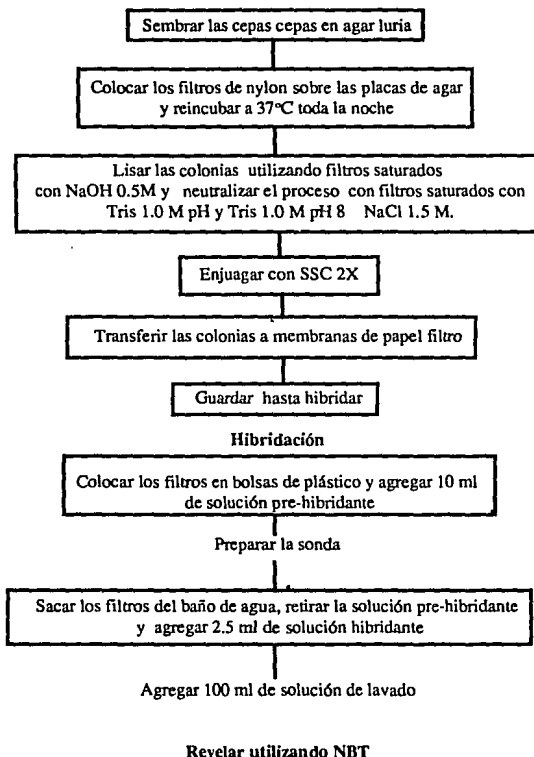 Sembrar las cepas cepas en agar luria
Colocar los filtros de nylon sobre las placas de agar
y reincubar a 37°C toda la noche
Lisar las colonias utilizando filtros saturados
con NaOH 0.5M y neutralizar el proceso con filtros saturados con
Tris 1.0 M pH y Tris 1.0 M pH 8 NaCl 1.5 M.
Enjuagar con SSC 2X
Transferir las colonias a membranas de papel filtro
Guardar hasta hibridar
Hibridación
Colocar los filtros en bolsas de plástico y agregar 10 ml
de solución pre-hibridante
Preparar la sonda
Sacar los filtros del baño de agua, retirar la solución pre-hibridante
y agregar 2.5 ml de solución hibridante
Agregar 100 ml de solución de lavado
Revelar utilizando NBT